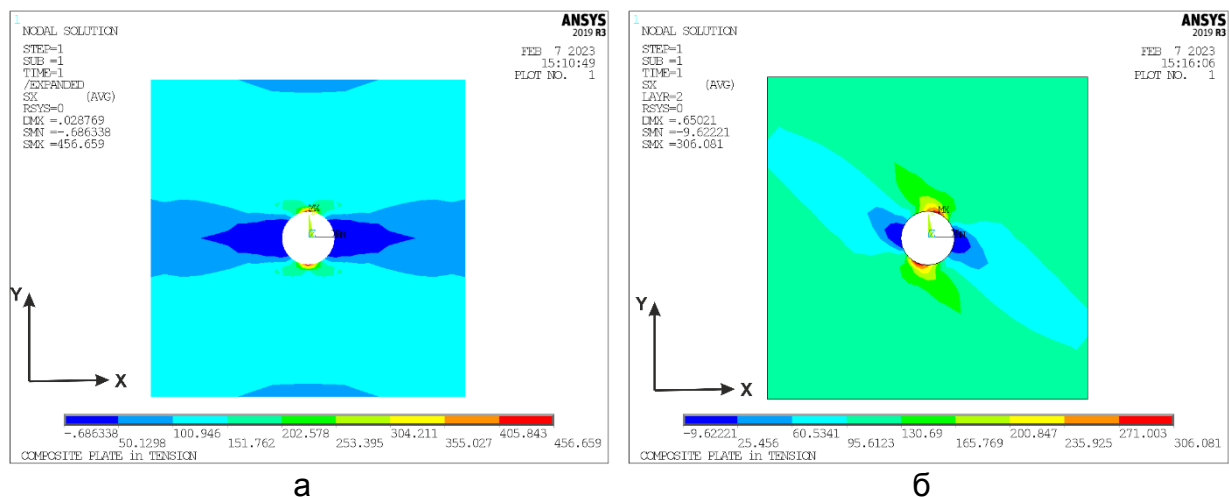 1
NODAL SOLUTION
STEP=1
SUB =1
TIME=1
/EXPANDED
SX (AVG)
RSYS=0
DMX =.028769
SMN =-.686338
SMX =456.659
ANSYS
2019 R3
FEB 7 2023
15:10:49
PLOT NO. 1
MX
Y
X
-.686338 100.946 202.578 304.211 405.843
50.1298 151.762 253.395 355.027 456.659
COMPOSITE PLATE in TENSION
а
1
NODAL SOLUTION
STEP=1
SUB =1
TIME=1
SX (AVG)
LAYR=2
RSYS=0
DMX =.65021
SMN =-9.62221
SMX =306.081
ANSYS
2019 R3
FEB 7 2023
15:16:06
PLOT NO. 1
MX
Y
X
-9.62221 60.5341 130.69 200.847 271.003
25.456 95.6123 165.769 235.925 306.081
COMPOSITE PLATE in TENSION
б